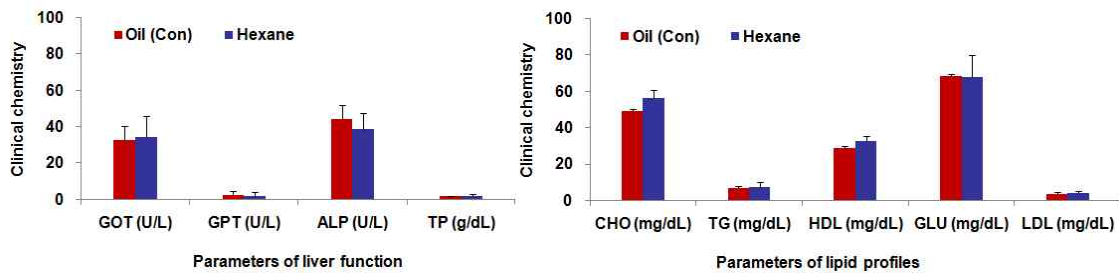 100
80
60
40
20
0
Clinical chemistry
Oil (Con)
Hexane
GOT (U/L)
GPT (U/L)
ALP (U/L)
TP (g/dL)
Parameters of liver function
100
80
60
40
20
0
Clinical chemistry
Oil (Con)
Hexane
CHO (mg/dL)
TG (mg/dL)
HDL (mg/dL)
GLU (mg/dL)
LDL (mg/dL)
Parameters of lipid profiles